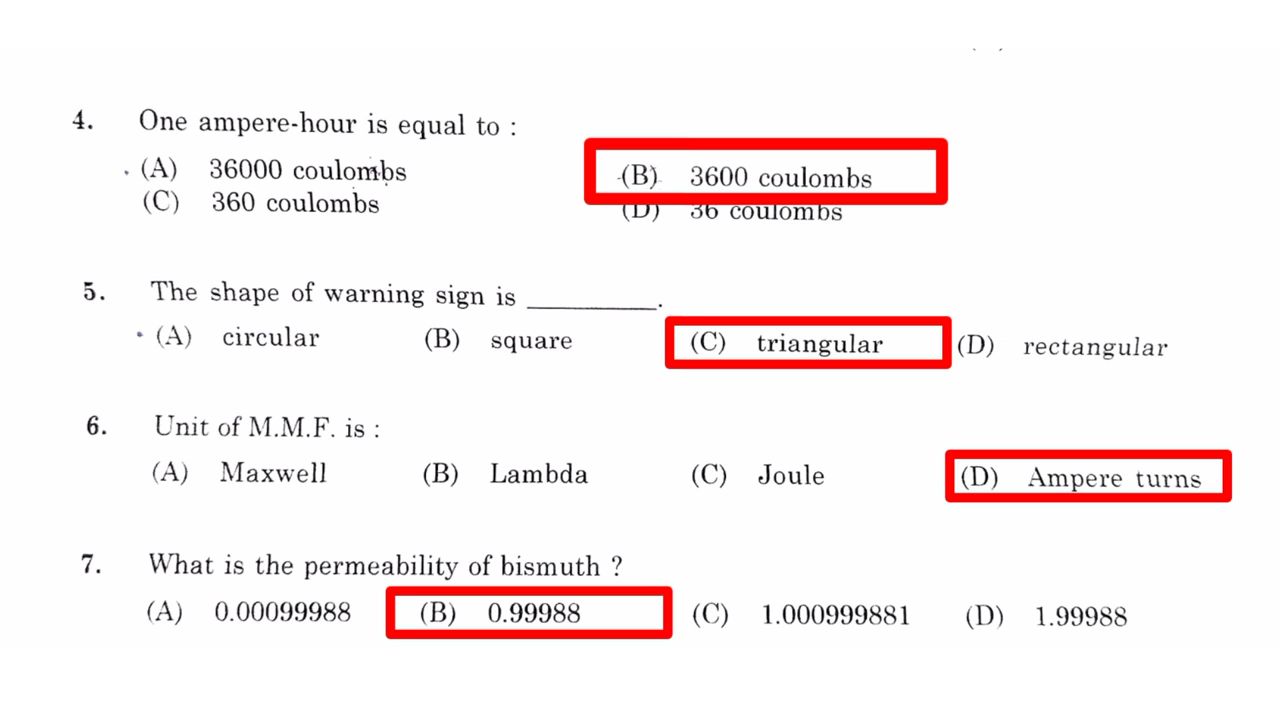 4. One ampere-hour is equal to :
(A) 36000 coulombs (B) 3600 coulombs
(C) 360 coulombs (D) 36 coulombs
5. The shape of warning sign is _________.
(A) circular (B) square (C) triangular (D) rectangular
6. Unit of M.M.F. is :
(A) Maxwell (B) Lambda (C) Joule (D) Ampere turns
7. What is the permeability of bismuth ?
(A) 0.00099988 (B) 0.99988 (C) 1.000999881 (D) 1.99988